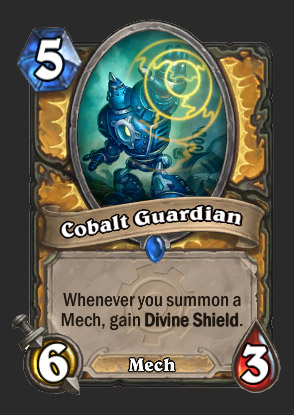 5
Cobalt Guardian
Whenever you summon a
Mech, gain Divine Shield.
6
Mech
3